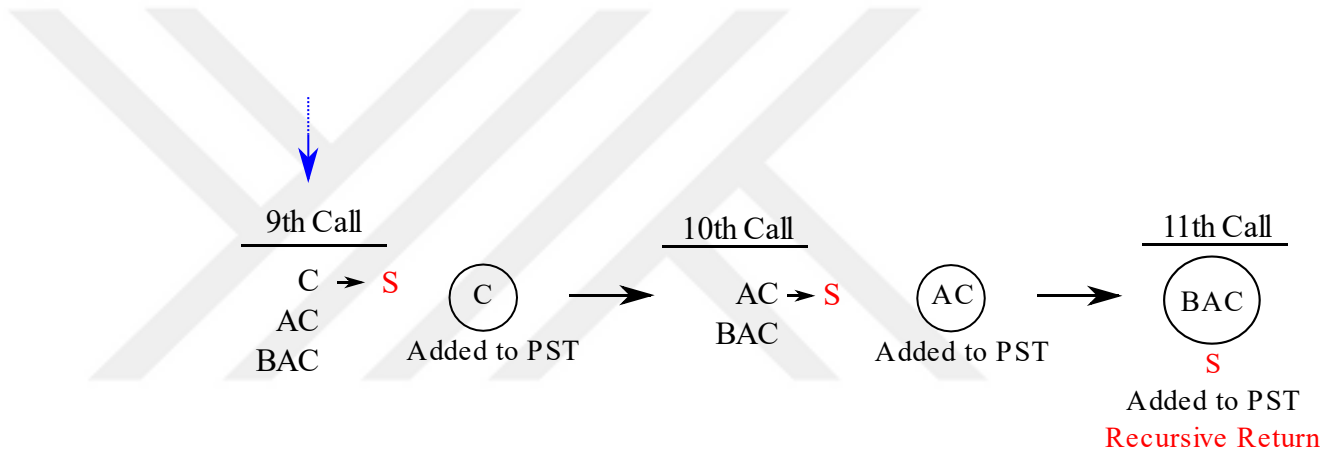 9th Call
C → S
AC
BAC
C
Added to PST
10th Call
AC → S
BAC
AC
Added to PST
11th Call
BAC
S
Added to PST
Recursive Return